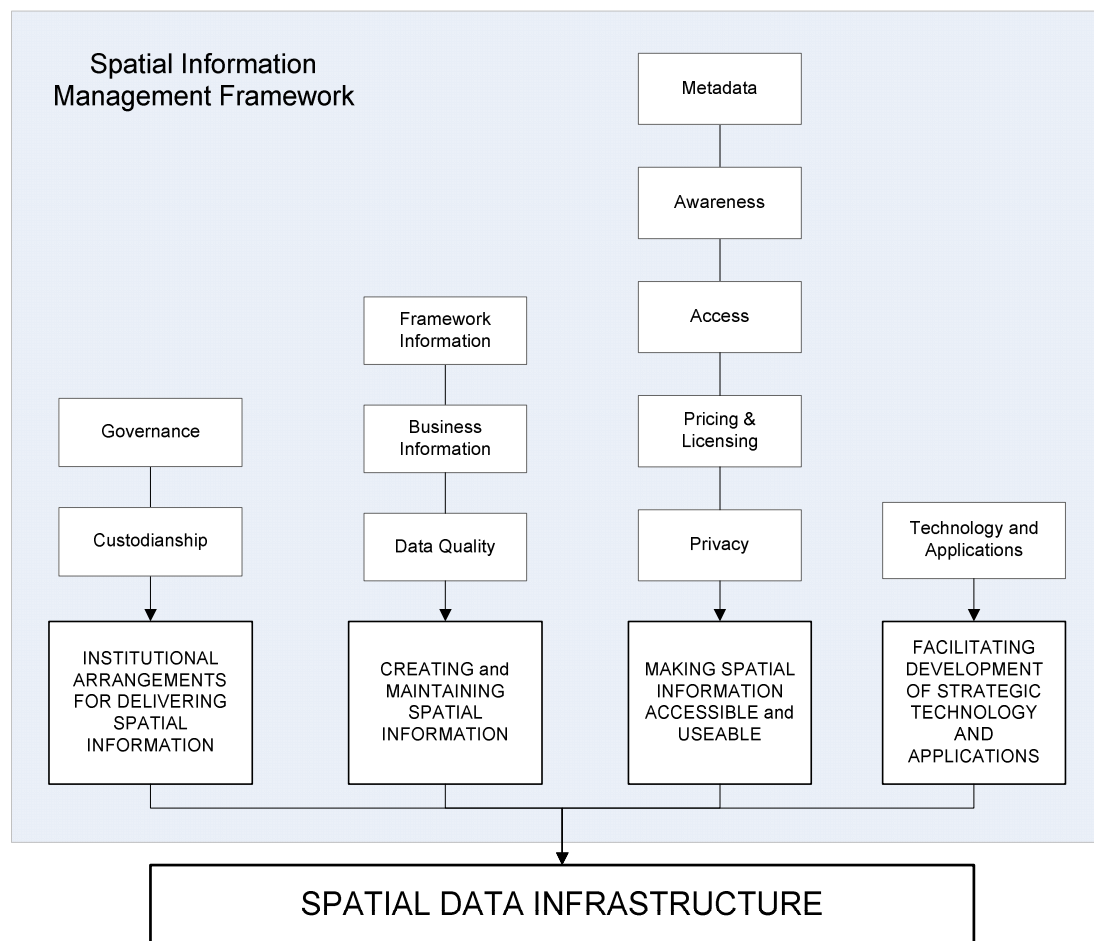 Spatial Information
Management Framework
Metadata
Awareness
Access
Pricing &
Licensing
Privacy
Framework
Information
Business
Information
Data Quality
Governance
Custodianship
Technology and
Applications
INSTITUTIONAL
ARRANGEMENTS
FOR DELIVERING
SPATIAL
INFORMATION
CREATING and
MAINTAINING
SPATIAL
INFORMATION
MAKING SPATIAL
INFORMATION
ACCESSIBLE and
USEABLE
FACILITATING
DEVELOPMENT
OF STRATEGIC
TECHNOLOGY
AND
APPLICATIONS
SPATIAL DATA INFRASTRUCTURE